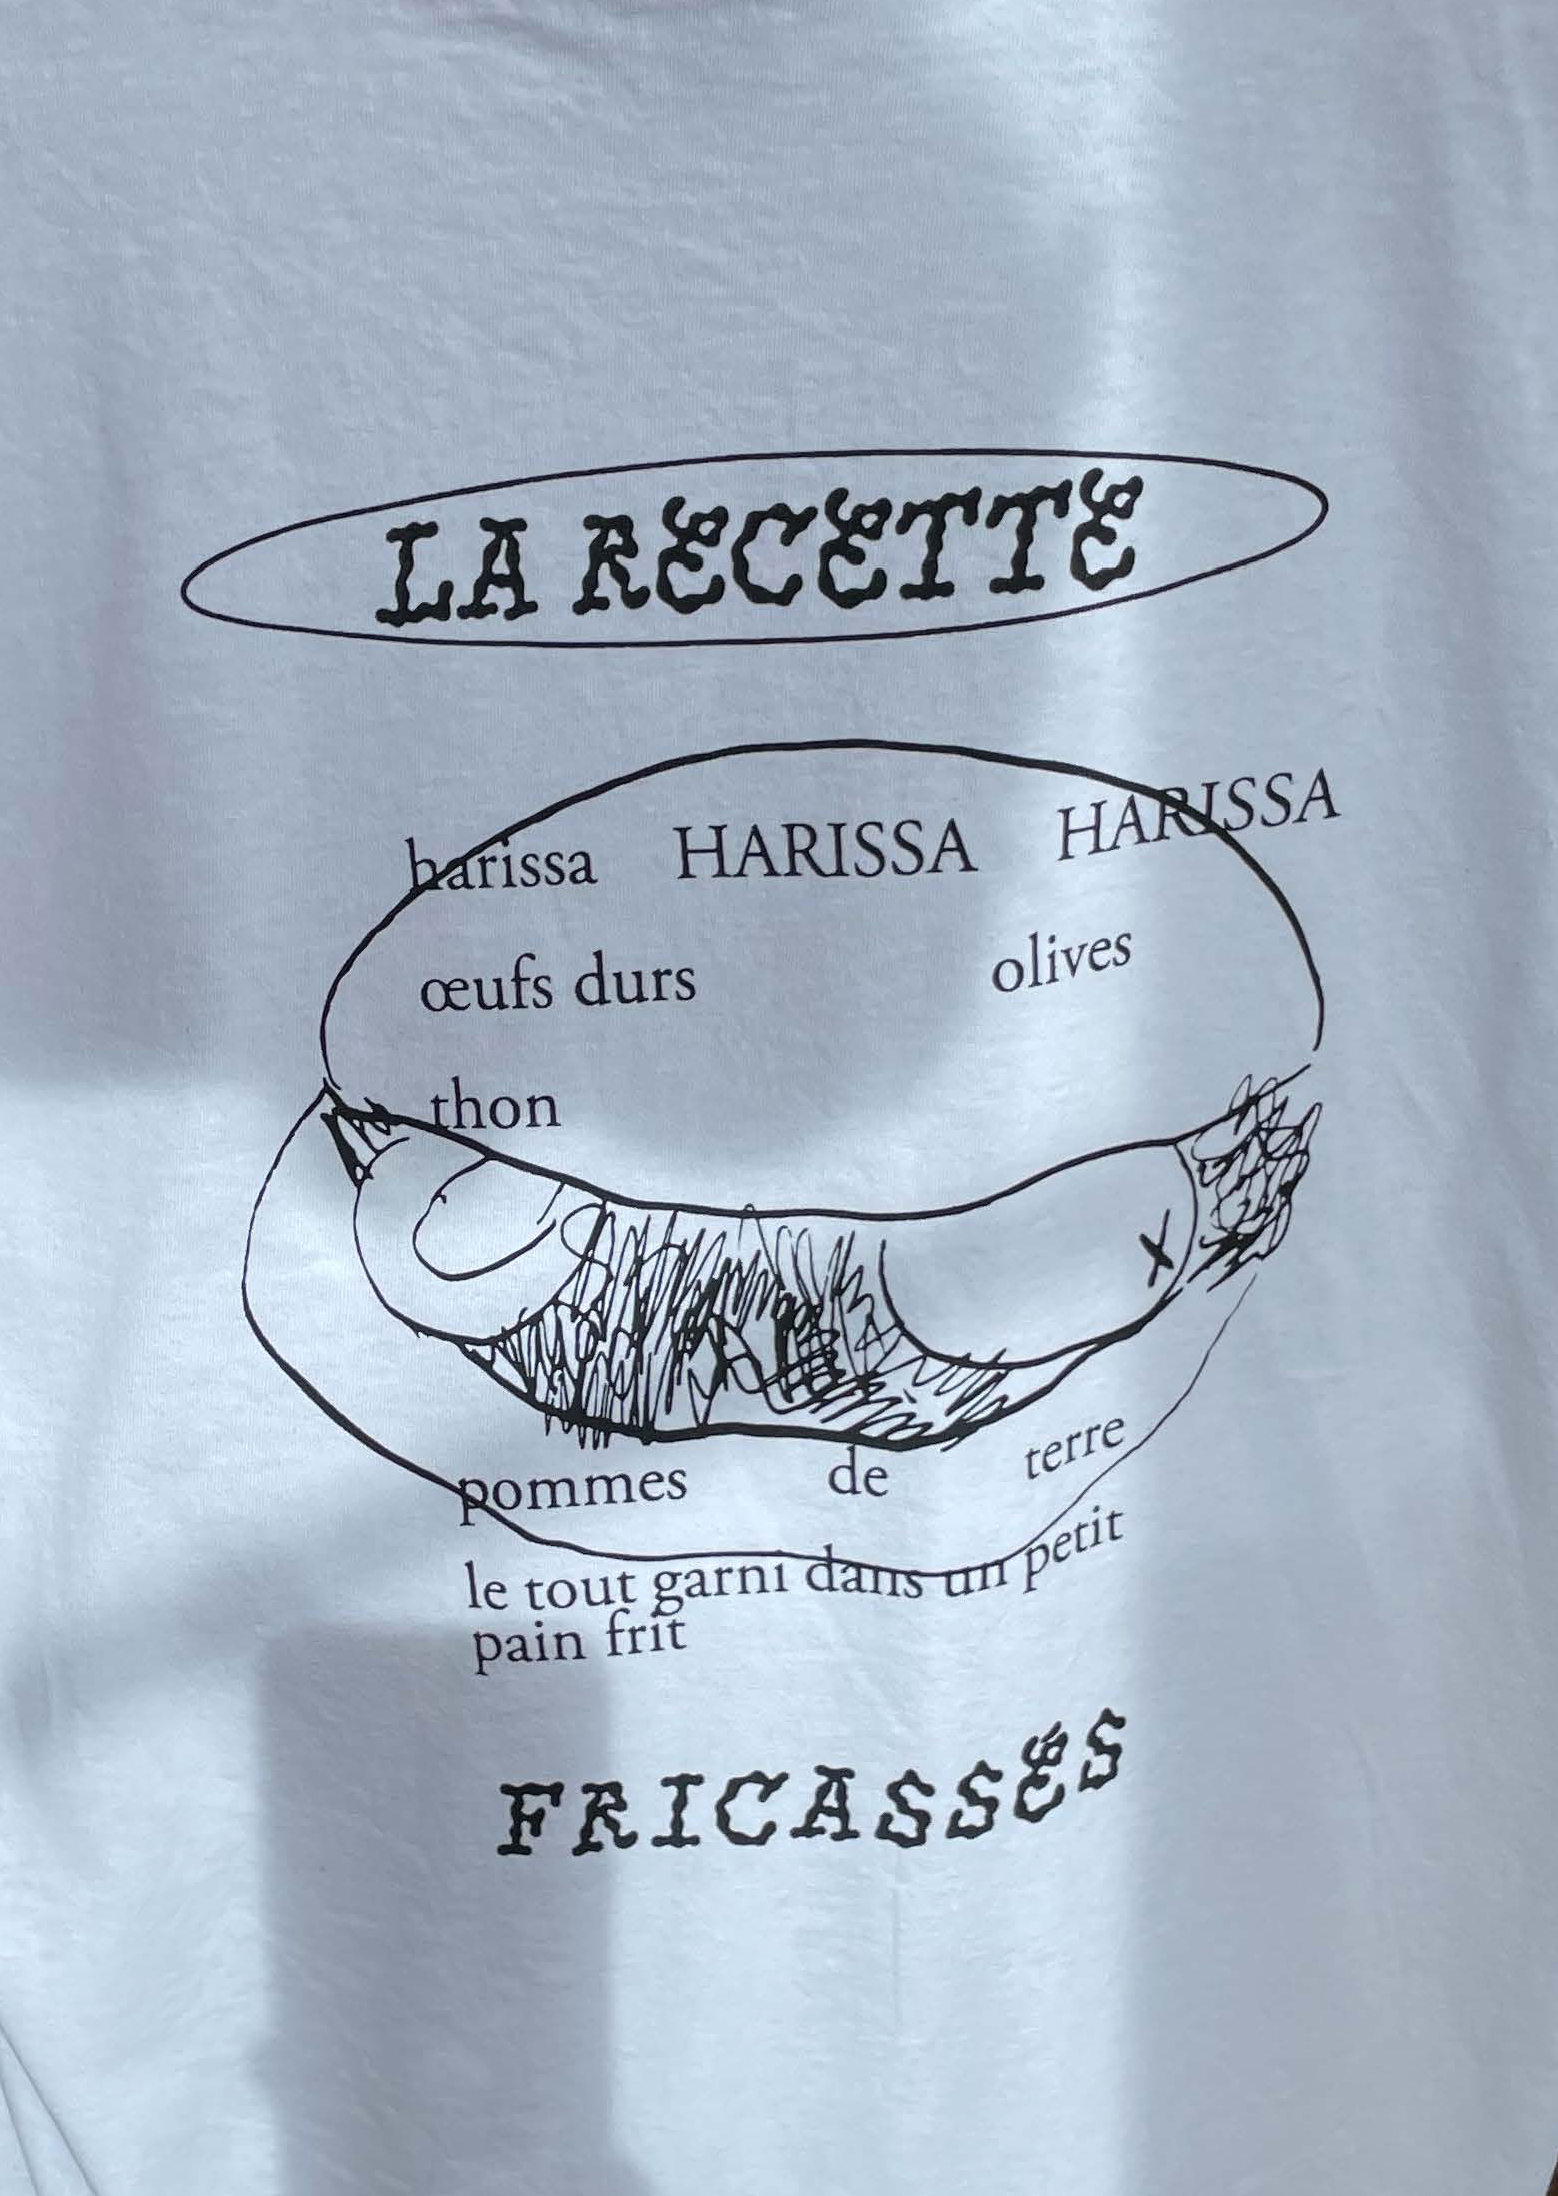 LA RECETTE
harissa HARISSA HARISSA
œufs durs olives
thon
pommes de terre
le tout garni dans un petit
pain frit
FRICASSES